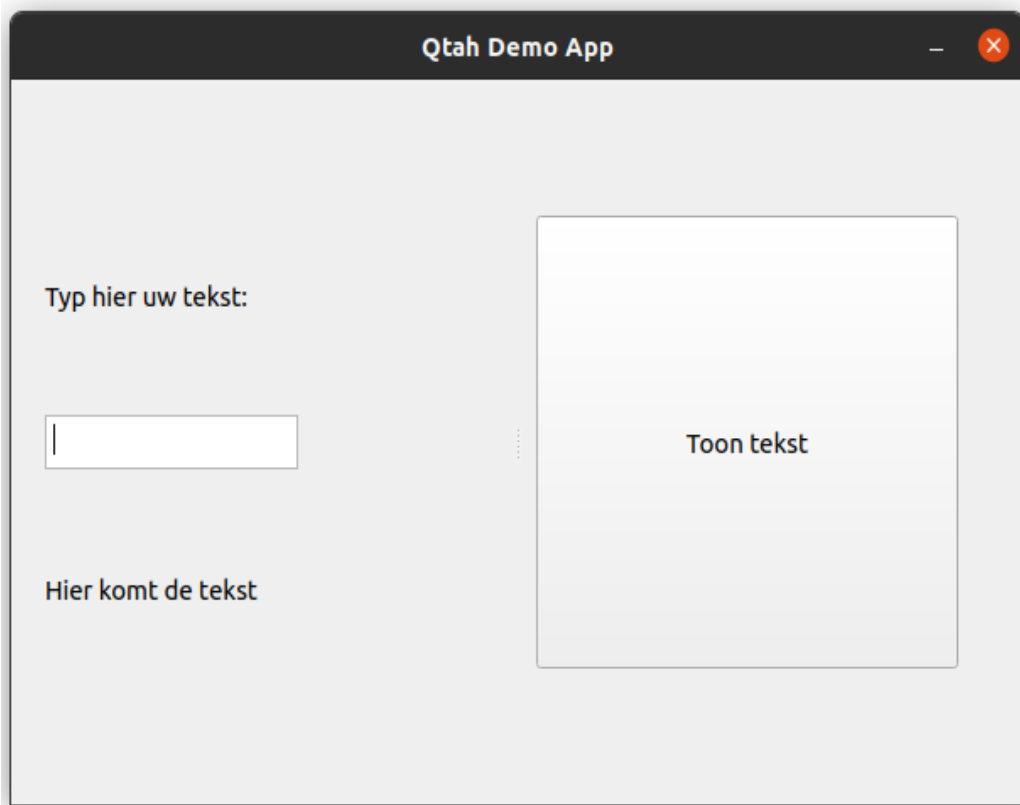 Qtah Demo App
Typ hier uw tekst:
Toon tekst
Hier komt de tekst